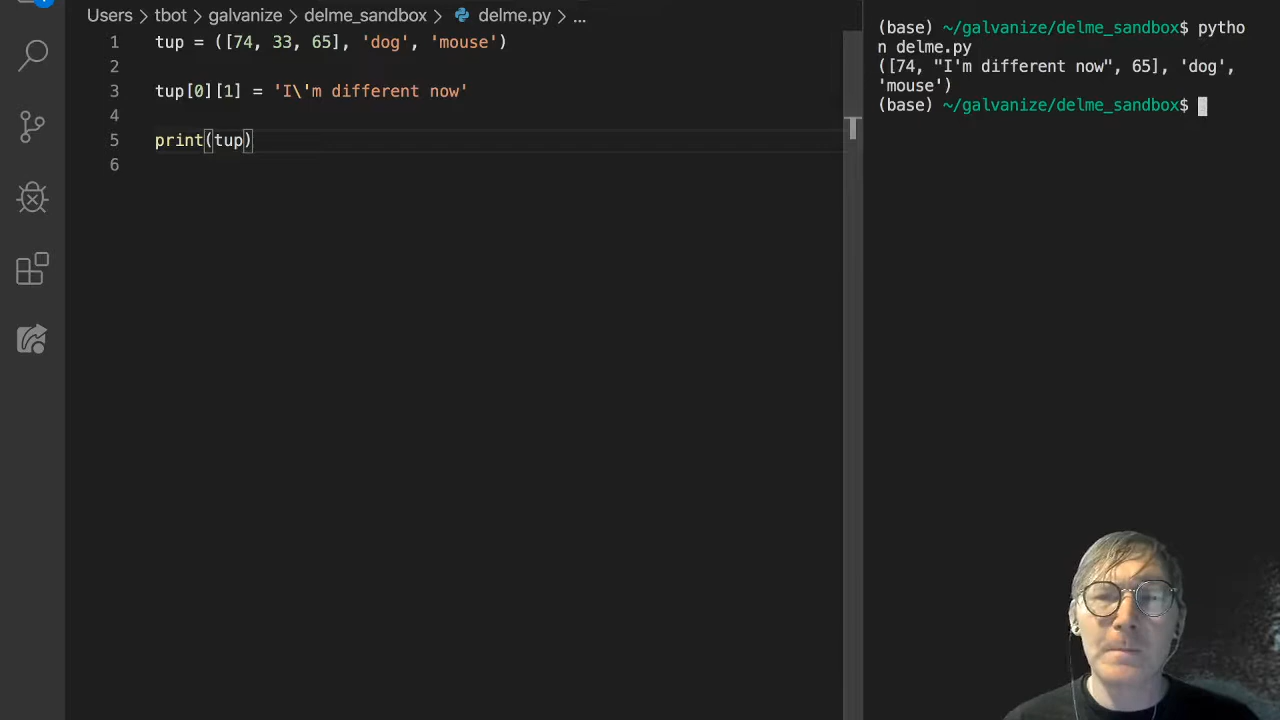 Users > tbot > galvanize > delme_sandbox > delme.py > ...
1 tup = ([74, 33, 65], 'dog', 'mouse')
2
3 tup[0][1] = 'I\'m different now'
4
5 print(tup)
6
(base) ~/galvanize/delme_sandbox$ pytho
n delme.py
([74, "I'm different now", 65], 'dog',
'mouse')
(base) ~/galvanize/delme_sandbox$